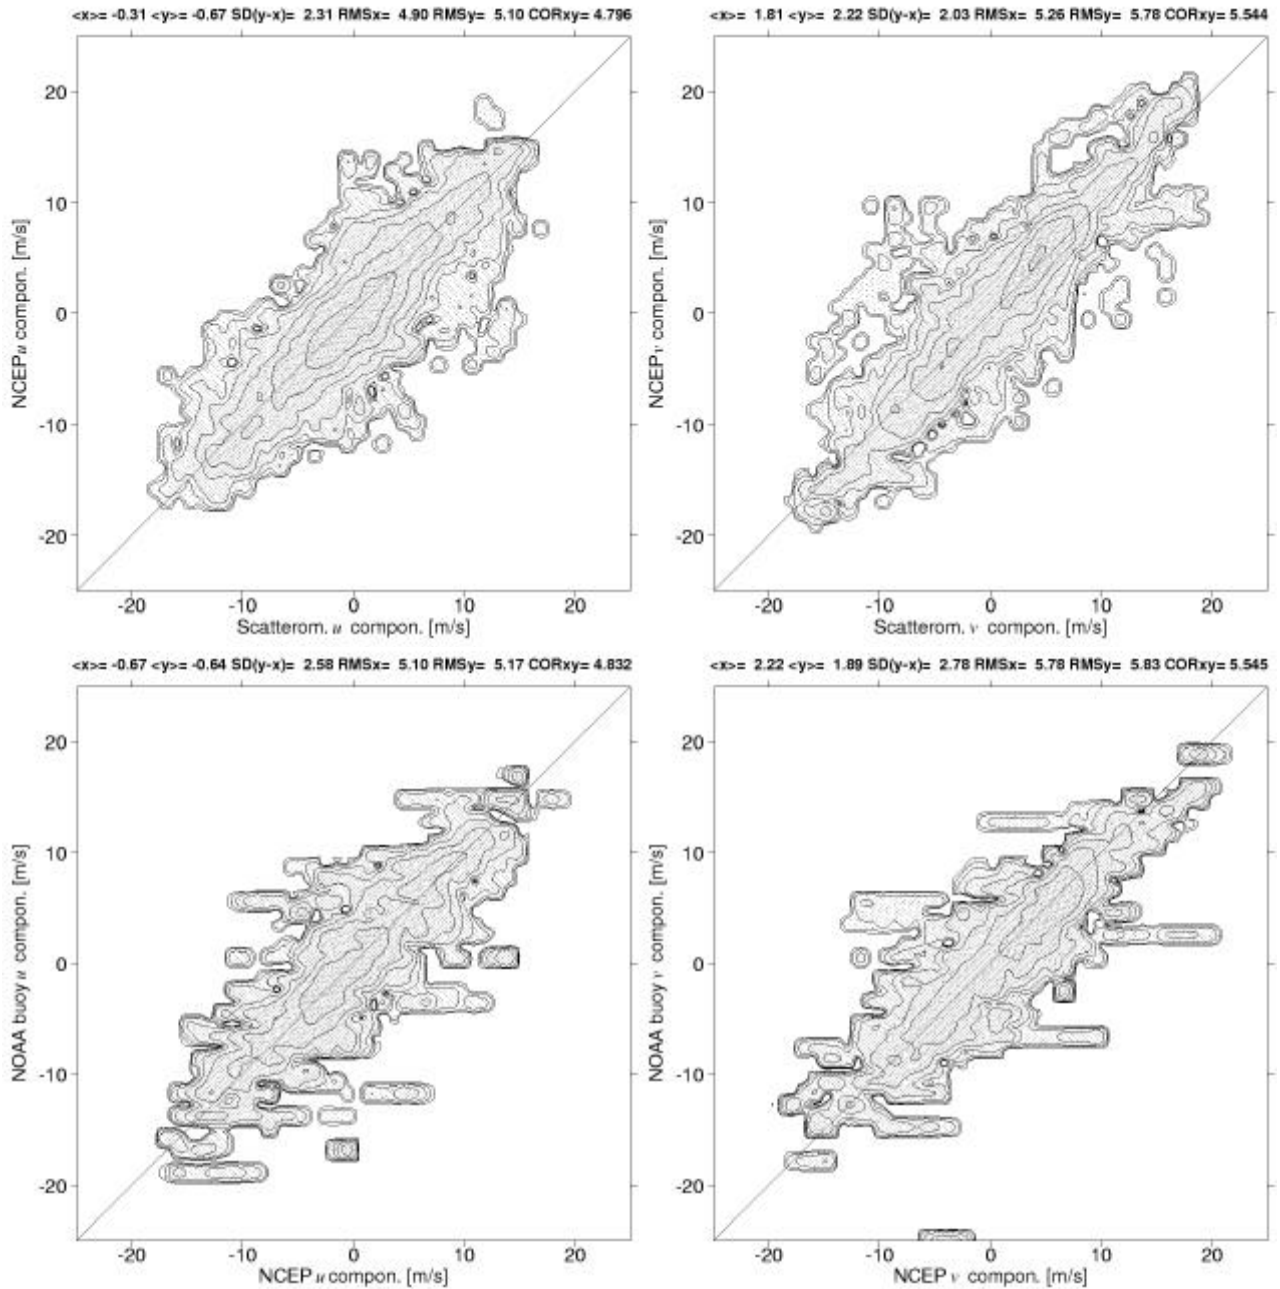 <x>= -0.31 <y>= -0.67 SD(y-x)= 2.31 RMSx= 4.90 RMSy= 5.10 CORxy= 4.796
20
10
0
-10
-20
NCEP u compon. [m/s]
-20 -10 0 10 20
Scatterom. u compon. [m/s]
<x>= 1.81 <y>= 2.22 SD(y-x)= 2.03 RMSx= 5.26 RMSy= 5.78 CORxy= 5.544
20
10
0
-10
-20
NCEP v compon. [m/s]
-20 -10 0 10 20
Scatterom. v compon. [m/s]
<x>= -0.67 <y>= -0.64 SD(y-x)= 2.58 RMSx= 5.10 RMSy= 5.17 CORxy= 4.832
20
10
0
-10
-20
NOAA buoy u compon. [m/s]
-20 -10 0 10 20
NCEP u compon. [m/s]
<x>= 2.22 <y>= 1.89 SD(y-x)= 2.78 RMSx= 5.78 RMSy= 5.83 CORxy= 5.545
20
10
0
-10
-20
NOAA buoy v compon. [m/s]
-20 -10 0 10 20
NCEP v compon. [m/s]